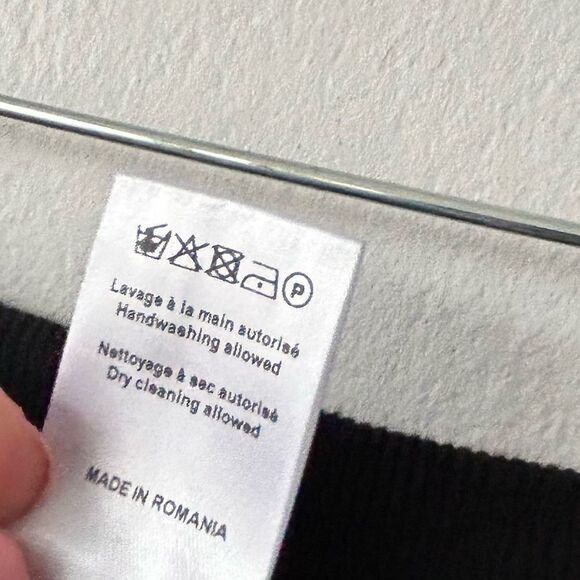 P
Lavage à la main autorisé
Handwashing allowed
Nettoyage à sec autorisé
Dry cleaning allowed
MADE IN ROMANIA